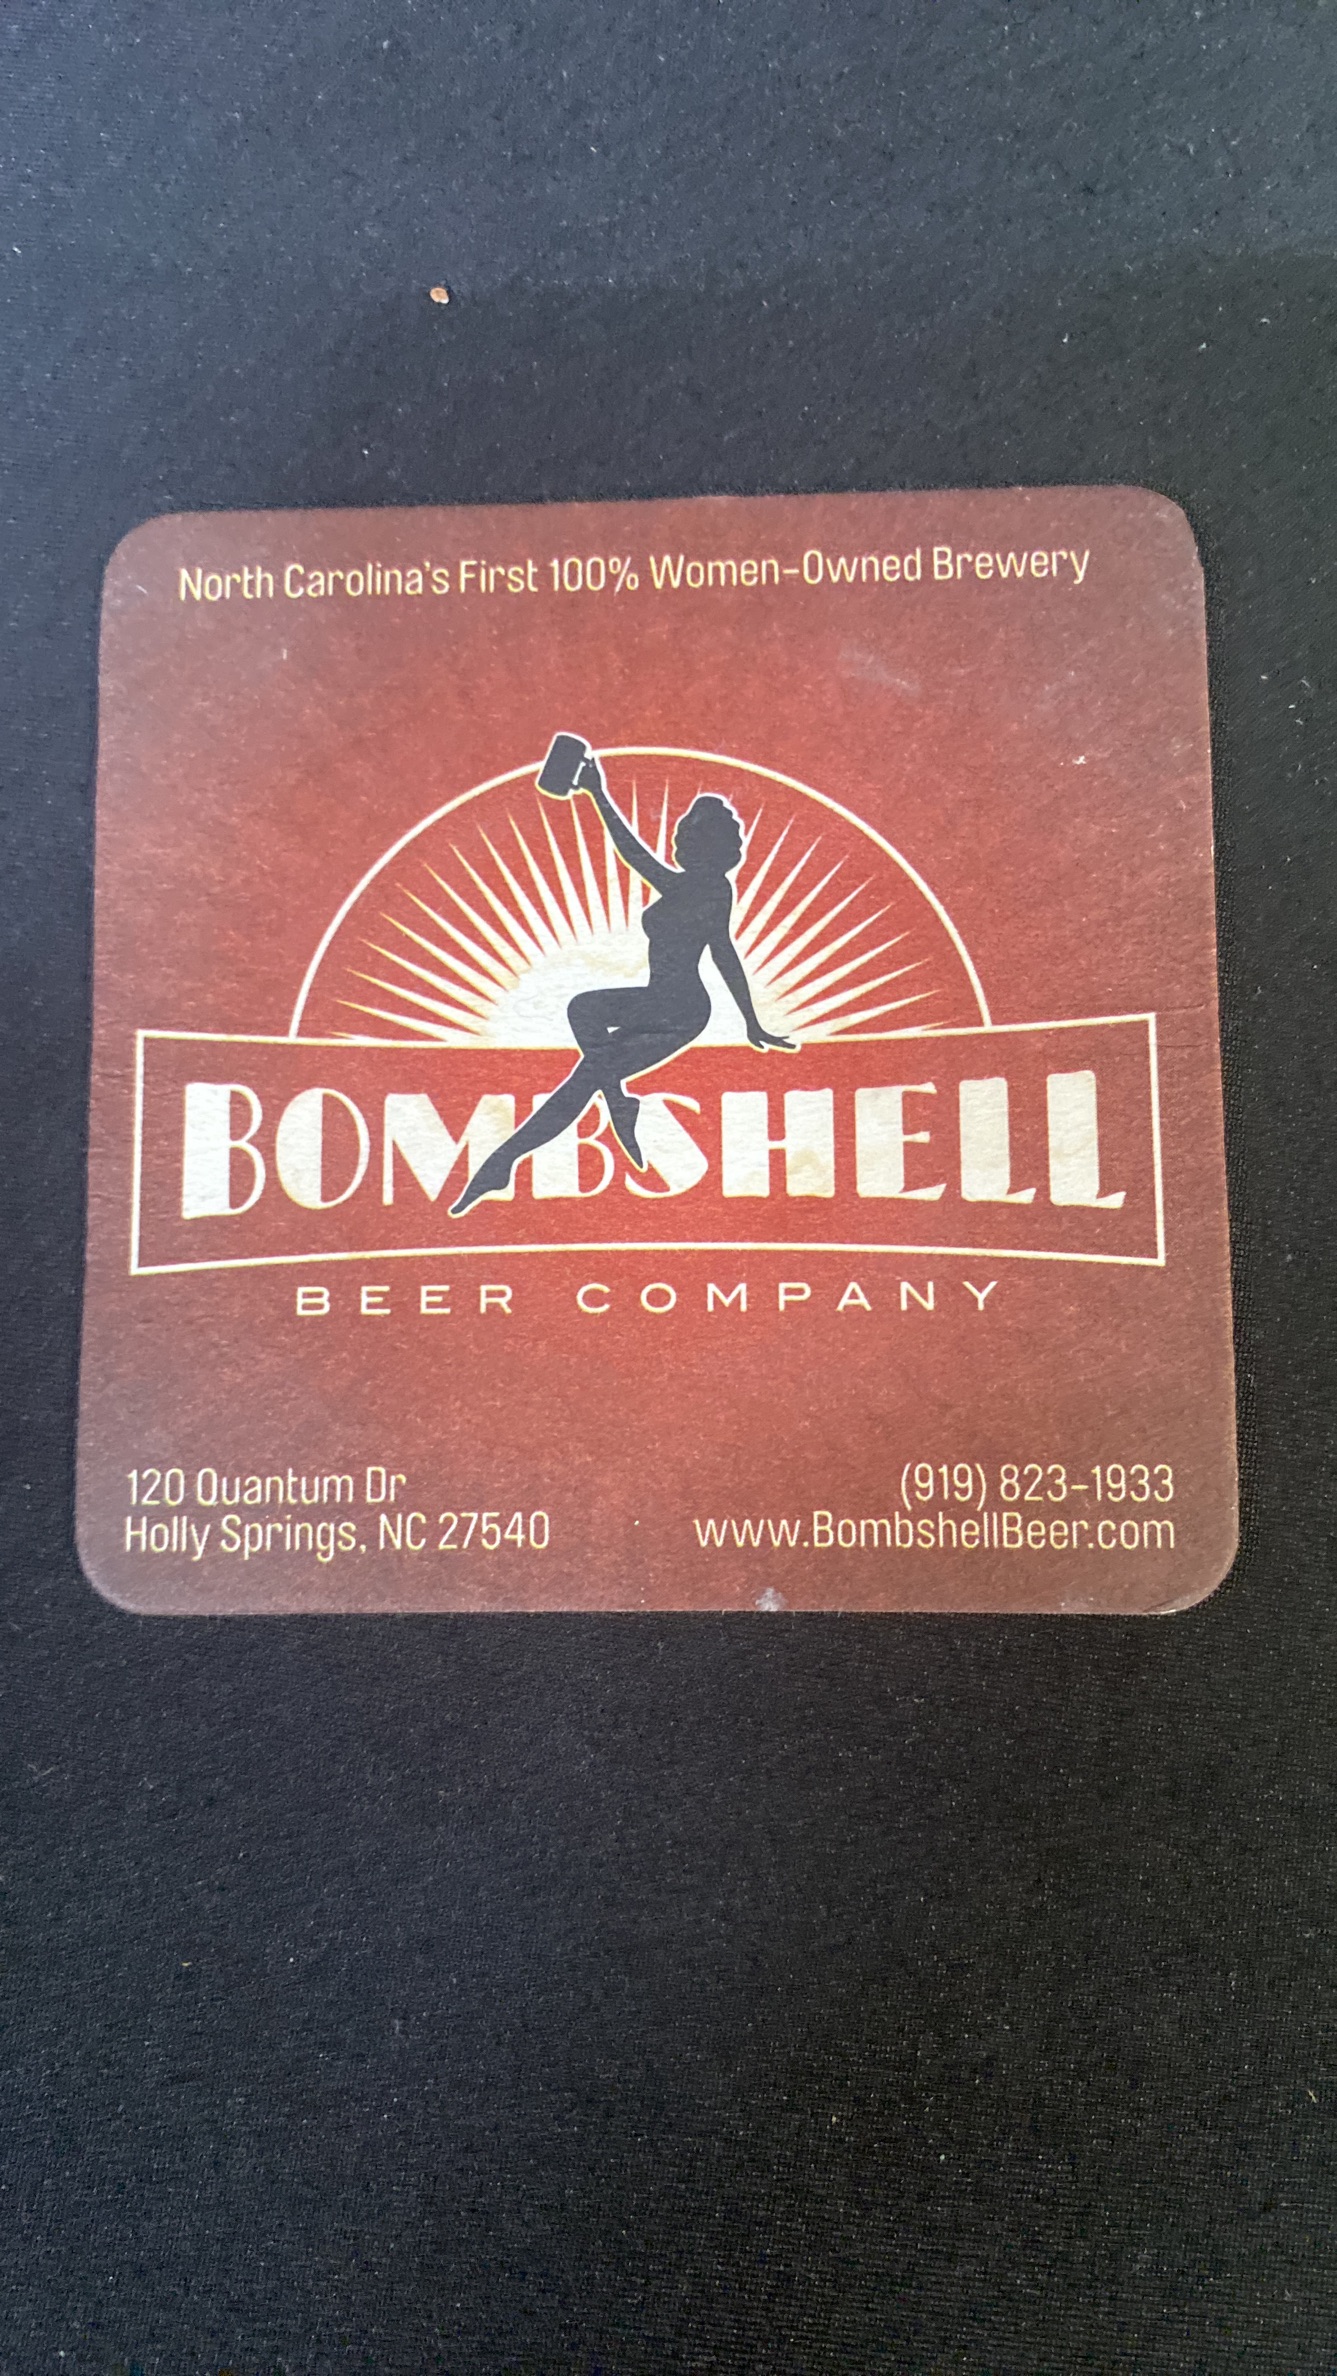 North Carolina's First 100% Women-Owned Brewery
BOMBSHELL
BEER COMPANY
120 Quantum Dr
Holly Springs, NC 27540
(919) 823-1933
www.BombshellBeer.com